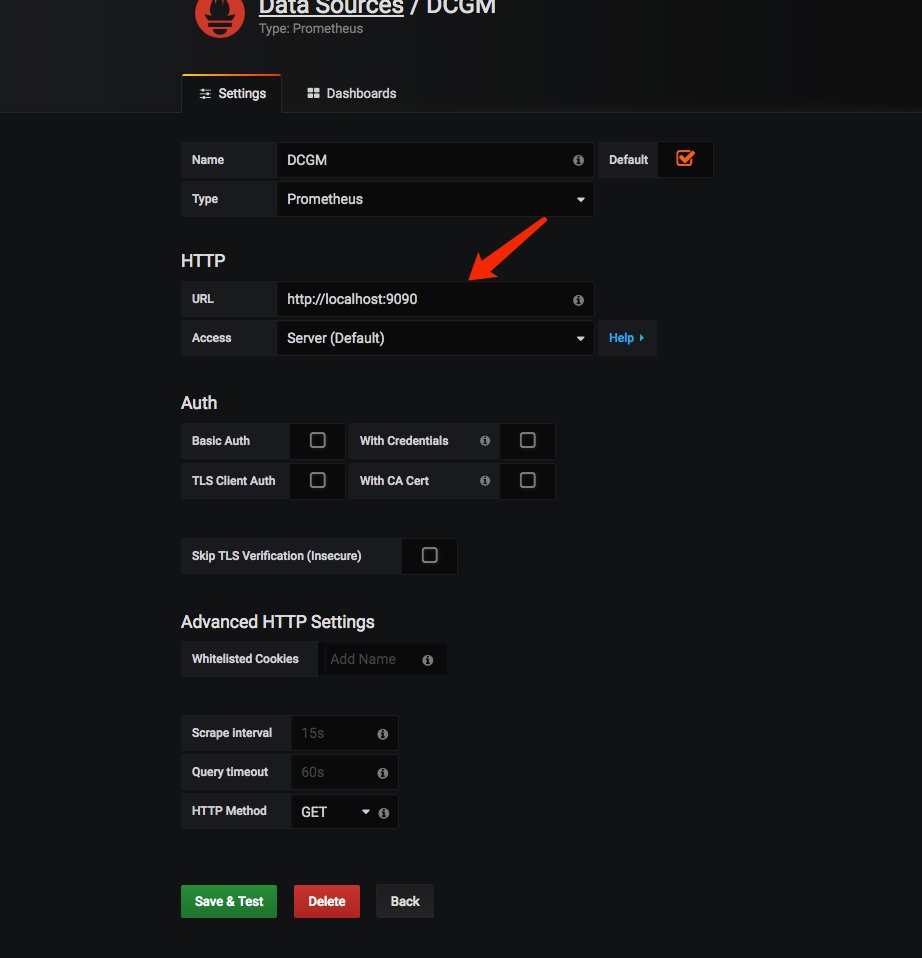 Data Sources / DCGM
Type: Prometheus
Settings Dashboards
Name DCGM Default
Type Prometheus
HTTP
URL http://localhost:9090
Access Server (Default) Help
Auth
Basic Auth With Credentials
TLS Client Auth With CA Cert
Skip TLS Verification (Insecure)
Advanced HTTP Settings
Whitelisted Cookies Add Name
Scrape interval 15s
Query timeout 60s
HTTP Method GET
Save & Test Delete Back